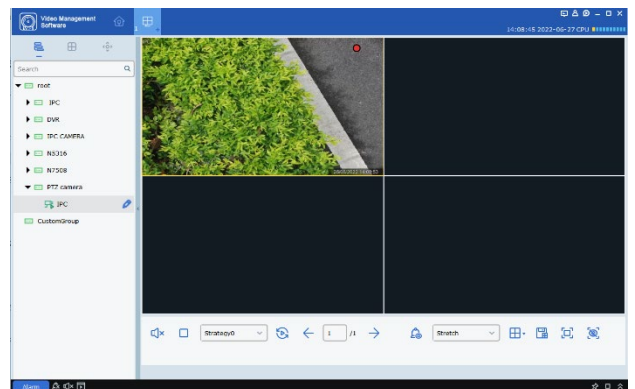 Video Management
Software
14:08:45 2022-06-27 CPU
Search
root
IPC
DVR
IPC CAMERA
N5316
N7508
PTZ camera
IPC
CustomGroup
Strategy0
1
/1
Stretch
Alarm